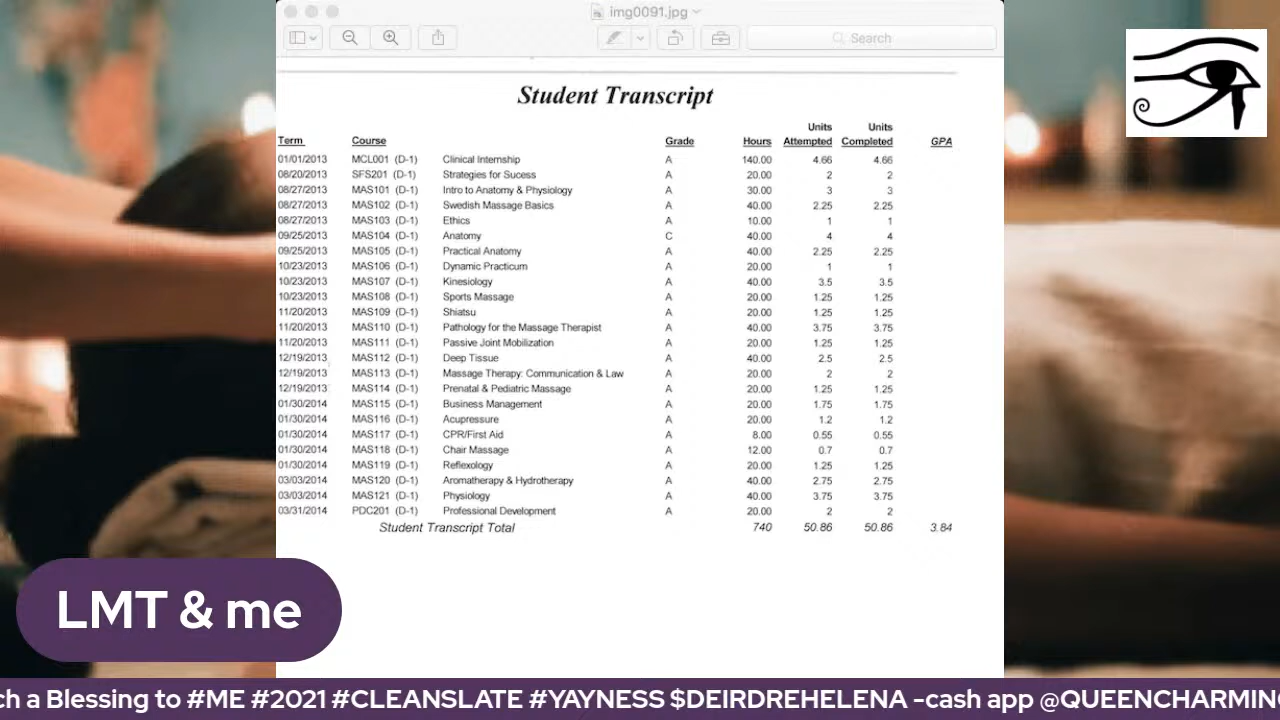 img0091.jpg
Search
Student Transcript
Term Course Grade Hours Units Attempted Units Completed GPA
01/01/2013 MCL001 (D-1) Clinical Internship A 140.00 4.66 4.66
08/20/2013 SFS201 (D-1) Strategies for Sucess A 20.00 2 2
08/27/2013 MAS101 (D-1) Intro to Anatomy & Physiology A 30.00 3 3
08/27/2013 MAS102 (D-1) Swedish Massage Basics A 40.00 2.25 2.25
08/27/2013 MAS103 (D-1) Ethics A 10.00 1 1
09/25/2013 MAS104 (D-1) Anatomy C 40.00 4 4
09/25/2013 MAS105 (D-1) Practical Anatomy A 40.00 2.25 2.25
10/23/2013 MAS106 (D-1) Dynamic Practicum A 20.00 1 1
10/23/2013 MAS107 (D-1) Kinesiology A 40.00 3.5 3.5
10/23/2013 MAS108 (D-1) Sports Massage A 20.00 1.25 1.25
11/20/2013 MAS109 (D-1) Shiatsu A 20.00 1.25 1.25
11/20/2013 MAS110 (D-1) Pathology for the Massage Therapist A 40.00 3.75 3.75
11/20/2013 MAS111 (D-1) Passive Joint Mobilization A 20.00 1.25 1.25
12/19/2013 MAS112 (D-1) Deep Tissue A 40.00 2.5 2.5
12/19/2013 MAS113 (D-1) Massage Therapy: Communication & Law A 20.00 2 2
12/19/2013 MAS114 (D-1) Prenatal & Pediatric Massage A 20.00 1.25 1.25
01/30/2014 MAS115 (D-1) Business Management A 20.00 1.75 1.75
01/30/2014 MAS116 (D-1) Acupressure A 20.00 1.2 1.2
01/30/2014 MAS117 (D-1) CPR/First Aid A 8.00 0.55 0.55
01/30/2014 MAS118 (D-1) Chair Massage A 12.00 0.7 0.7
01/30/2014 MAS119 (D-1) Reflexology A 20.00 1.25 1.25
03/03/2014 MAS120 (D-1) Aromatherapy & Hydrotherapy A 40.00 2.75 2.75
03/03/2014 MAS121 (D-1) Physiology A 40.00 3.75 3.75
03/31/2014 PDC201 (D-1) Professional Development A 20.00 2 2
Student Transcript Total 740 50.86 50.86 3.84
LMT & me
ch a Blessing to #ME #2021 #CLEANSLATE #YAYNESS $DEIRDREHELENA -cash app @QUEENCHARMING